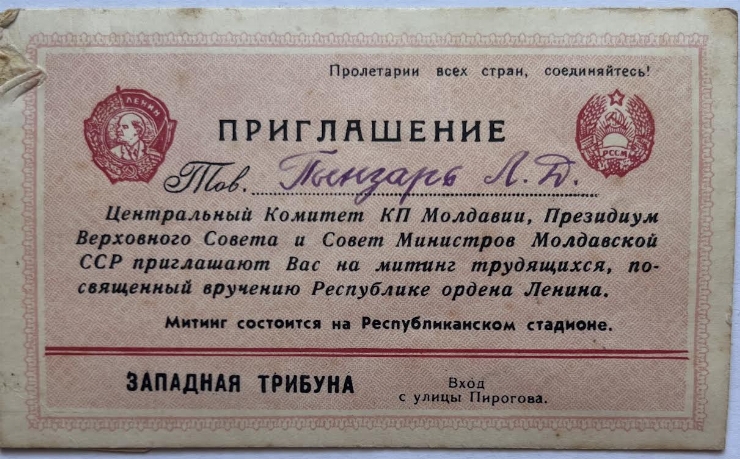 Пролетарии всех стран, соединяйтесь!
ЛЕНИН
ПРИГЛАШЕНИЕ
РССМ
Тов. Тынзарь Л. Д.
Центральный Комитет КП Молдавии, Президиум
Верховного Совета и Совет Министров Молдавской
ССР приглашают Вас на митинг трудящихся, по-
священный вручению Республике ордена Ленина.
Митинг состоится на Республиканском стадионе.
ЗАПАДНАЯ ТРИБУНА
Вход
с улицы Пирогова.